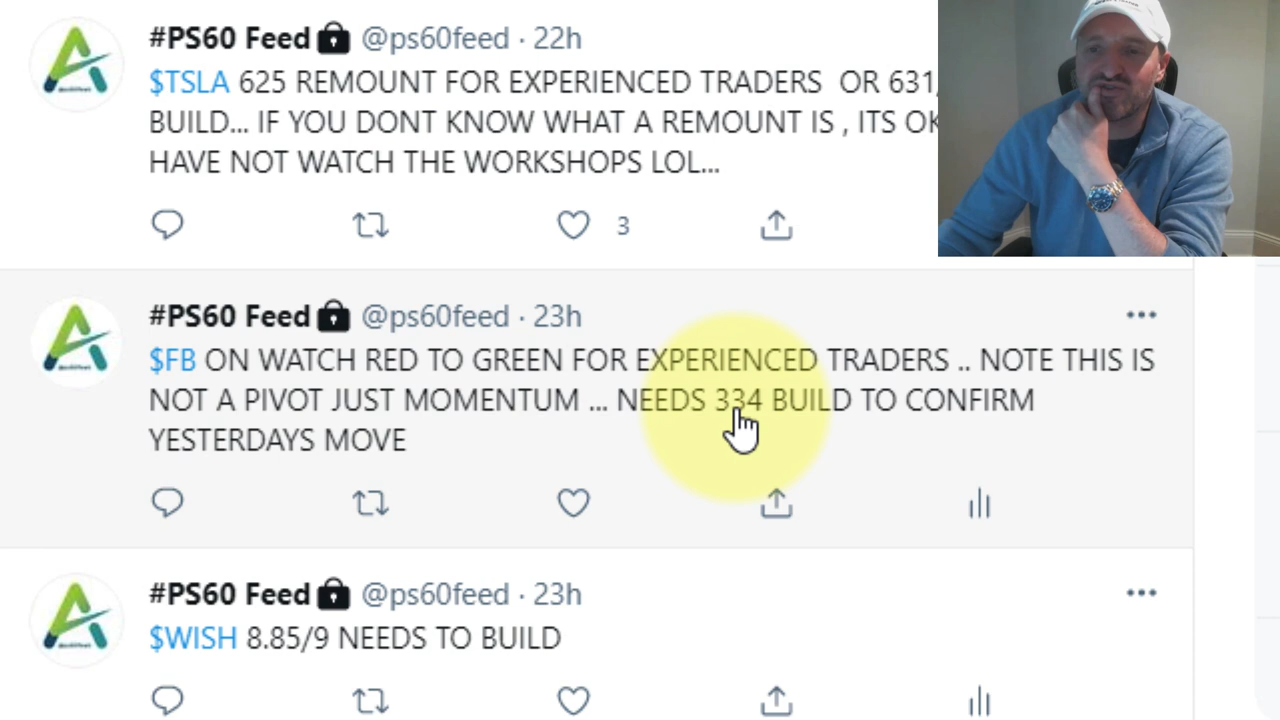 #PS60 Feed @ps60feed · 22h
$TSLA 625 REMOUNT FOR EXPERIENCED TRADERS OR 631
BUILD... IF YOU DONT KNOW WHAT A REMOUNT IS , ITS OK
HAVE NOT WATCH THE WORKSHOPS LOL...
3
#PS60 Feed @ps60feed · 23h
$FB ON WATCH RED TO GREEN FOR EXPERIENCED TRADERS .. NOTE THIS IS
NOT A PIVOT JUST MOMENTUM ... NEEDS 334 BUILD TO CONFIRM
YESTERDAYS MOVE
#PS60 Feed @ps60feed · 23h
$WISH 8.85/9 NEEDS TO BUILD